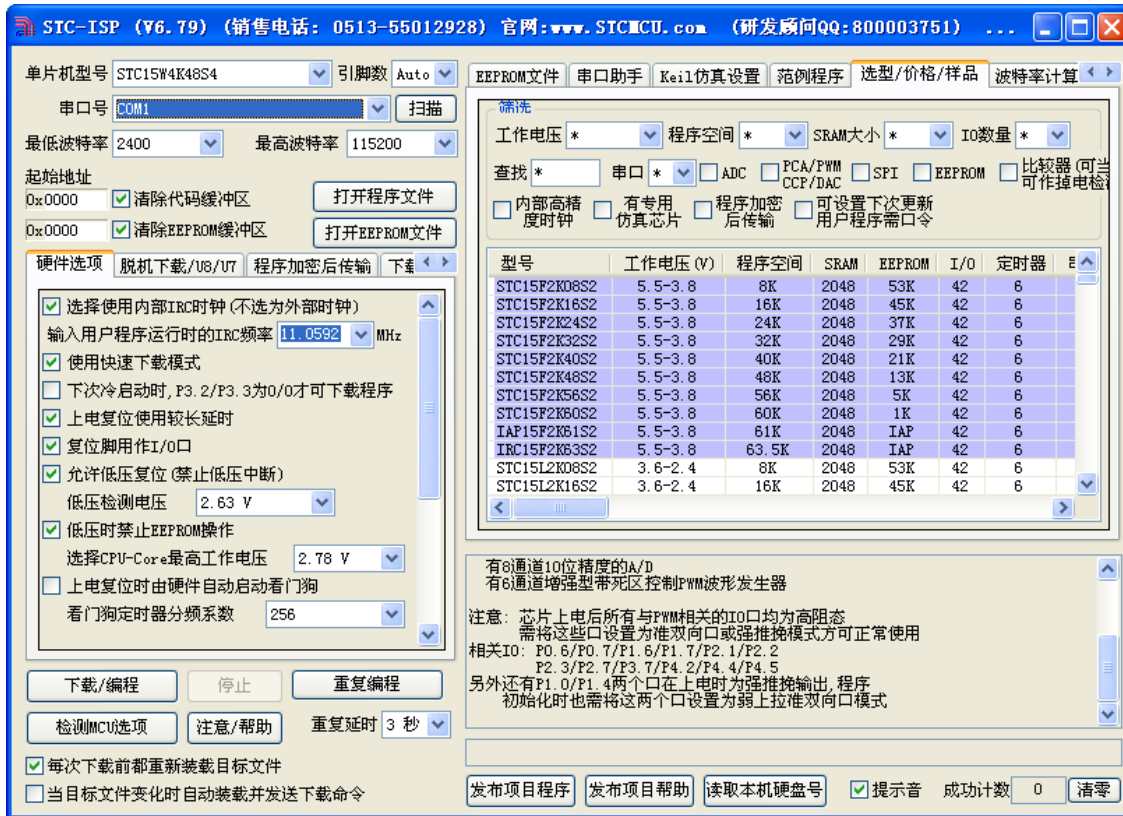 STC-ISP (V6.79) (销售电话: 0513-55012928) 官网:www.STCMCU.com (研发顾问QQ:800003751) ...
单片机型号 STC15W4K48S4 引脚数 Auto
串口号 COM1 扫描
最低波特率 2400 最高波特率 115200
起始地址
0x0000 清除代码缓冲区 打开程序文件
0x0000 清除EEPROM缓冲区 打开EEPROM文件
硬件选项 脱机下载/U8/U7 程序加密后传输 下载
选择使用内部IRC时钟(不选为外部时钟)
输入用户程序运行时的IRC频率 11.0592 MHz
使用快速下载模式
下次冷启动时,P3.2/P3.3为0/0才可下载程序
上电复位使用较长延时
复位脚用作I/O口
允许低压复位(禁止低压中断)
低压检测电压 2.63 V
低压时禁止EEPROM操作
选择CPU-Core最高工作电压 2.78 V
上电复位时由硬件自动启动看门狗
看门狗定时器分频系数 256
下载/编程 停止 重复编程
检测MCU选项 注意/帮助 重复延时 3 秒
每次下载前都重新装载目标文件
当目标文件变化时自动装载并发送下载命令
EEPROM文件 串口助手 Keil仿真设置 范例程序 选型/价格/样品 波特率计算
筛选
工作电压 * 程序空间 * SRAM大小 * IO数量 *
查找 * 串口 * ADC PCA/PWM CCP/DAC SPI EEPROM 比较器(可当 可作掉电检
内部高精度时钟 有专用仿真芯片 程序加密后传输 可设置下次更新用户程序需口令
型号 工作电压(V) 程序空间 SRAM EEPROM I/O 定时器
STC15F2K08S2 5.5-3.8 8K 2048 53K 42 6
STC15F2K16S2 5.5-3.8 16K 2048 45K 42 6
STC15F2K24S2 5.5-3.8 24K 2048 37K 42 6
STC15F2K32S2 5.5-3.8 32K 2048 29K 42 6
STC15F2K40S2 5.5-3.8 40K 2048 21K 42 6
STC15F2K48S2 5.5-3.8 48K 2048 13K 42 6
STC15F2K56S2 5.5-3.8 56K 2048 5K 42 6
STC15F2K60S2 5.5-3.8 60K 2048 1K 42 6
IAP15F2K61S2 5.5-3.8 61K 2048 IAP 42 6
IRC15F2K63S2 5.5-3.8 63.5K 2048 IAP 42 6
STC15L2K08S2 3.6-2.4 8K 2048 53K 42 6
STC15L2K16S2 3.6-2.4 16K 2048 45K 42 6
有8通道10位精度的A/D
有6通道增强型带死区控制PWM波形发生器
注意: 芯片上电后所有与PWM相关的IO口均为高阻态
需将这些口设置为准双向口或强推挽模式方可正常使用
相关IO: P0.6/P0.7/P1.6/P1.7/P2.1/P2.2
P2.3/P2.7/P3.7/P4.2/P4.4/P4.5
另外还有P1.0/P1.4两个口在上电时为强推挽输出,程序
初始化时也需将这两个口设置为弱上拉准双向口模式
发布项目程序 发布项目帮助 读取本机硬盘号 提示音 成功计数 0 清零